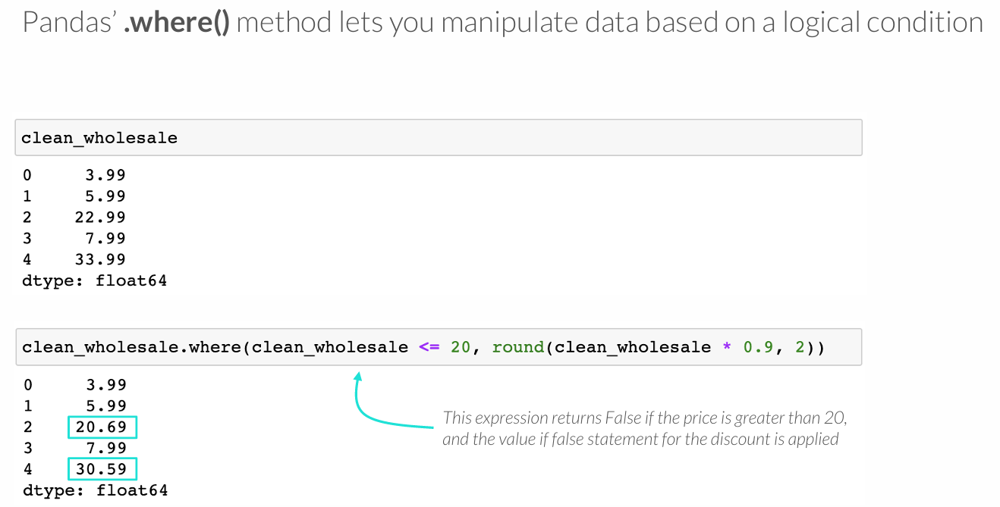 Pandas’ .where() method lets you manipulate data based on a logical condition
clean_wholesale
0 3.99
1 5.99
2 22.99
3 7.99
4 33.99
dtype: float64
clean_wholesale.where(clean_wholesale <= 20, round(clean_wholesale * 0.9, 2))
0 3.99
1 5.99
2 20.69
3 7.99
4 30.59
dtype: float64
This expression returns False if the price is greater than 20,
and the value if false statement for the discount is applied